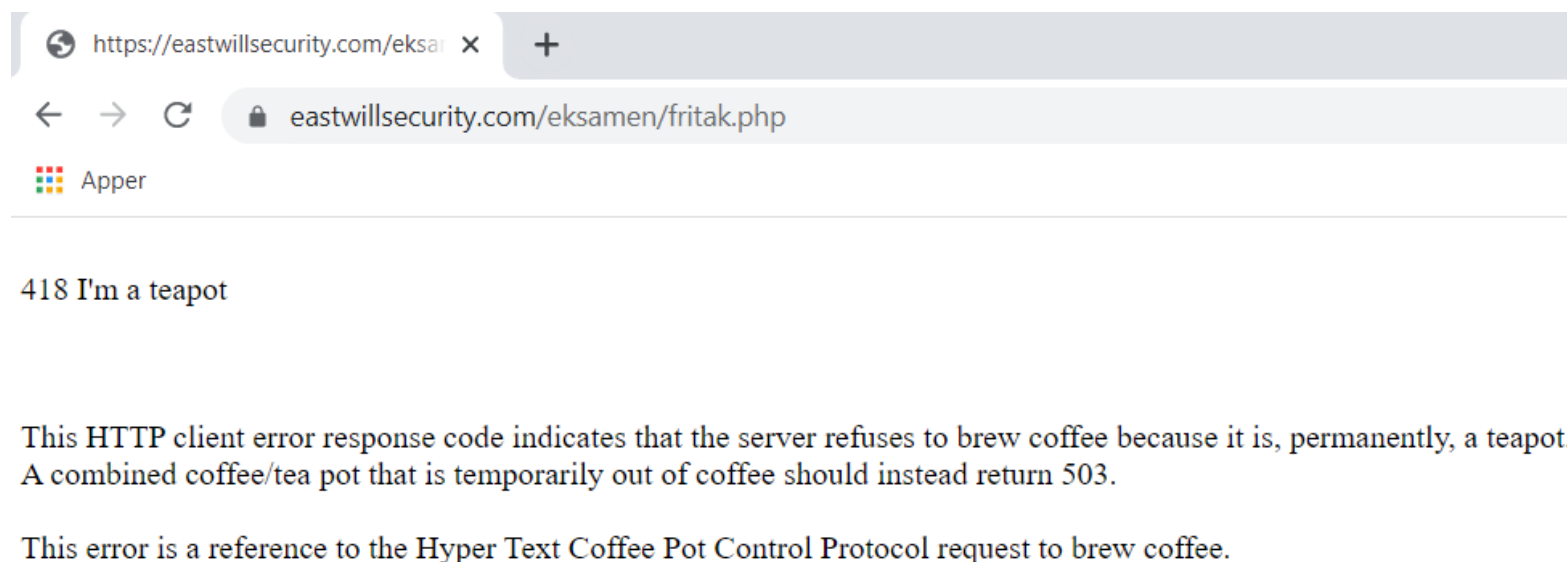 https://eastwillsecurity.com/eksa
eastwillsecurity.com/eksamen/fritak.php
Apper
418 I'm a teapot
This HTTP client error response code indicates that the server refuses to brew coffee because it is, permanently, a teapot.
A combined coffee/tea pot that is temporarily out of coffee should instead return 503.
This error is a reference to the Hyper Text Coffee Pot Control Protocol request to brew coffee.